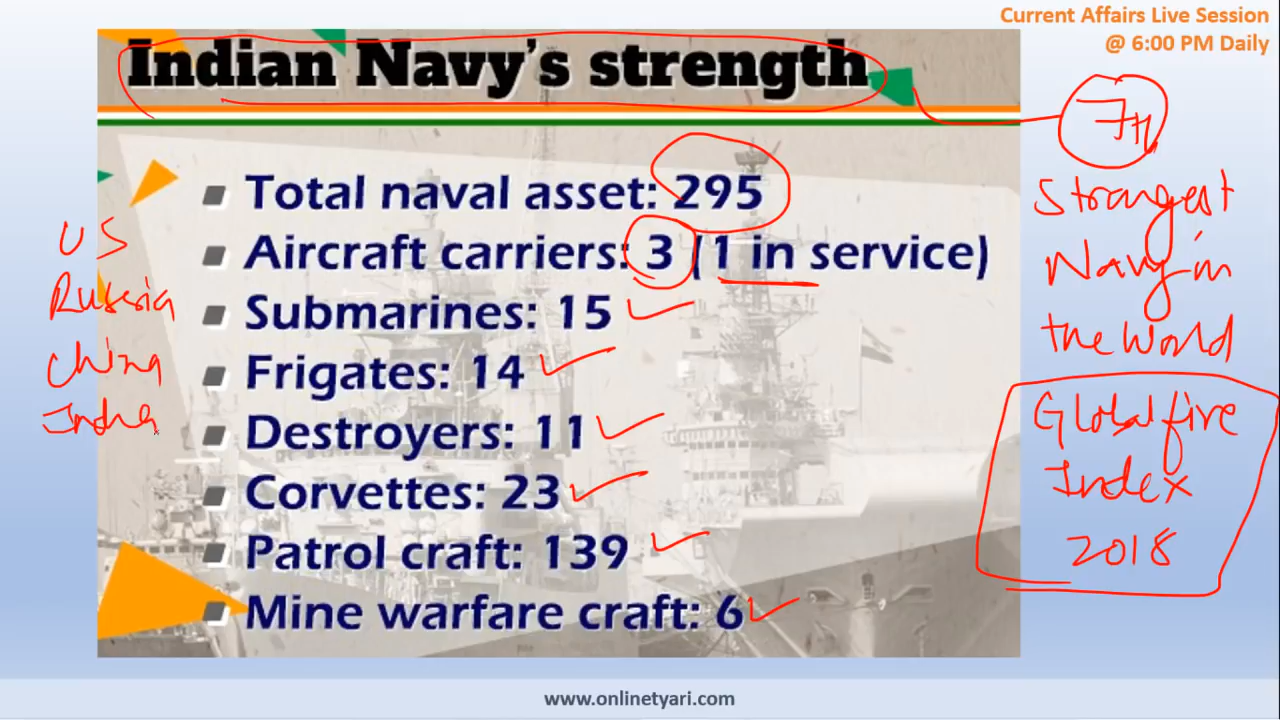 Current Affairs Live Session
@ 6:00 PM Daily
Indian Navy's strength
Total naval asset: 295
Aircraft carriers: 3 (1 in service)
Submarines: 15
Frigates: 14
Destroyers: 11
Corvettes: 23
Patrol craft: 139
Mine warfare craft: 6
US
Russia
China
India
7th
Strongest
Navy in
the World
Global fire
Index
2018
www.onlinetyari.com